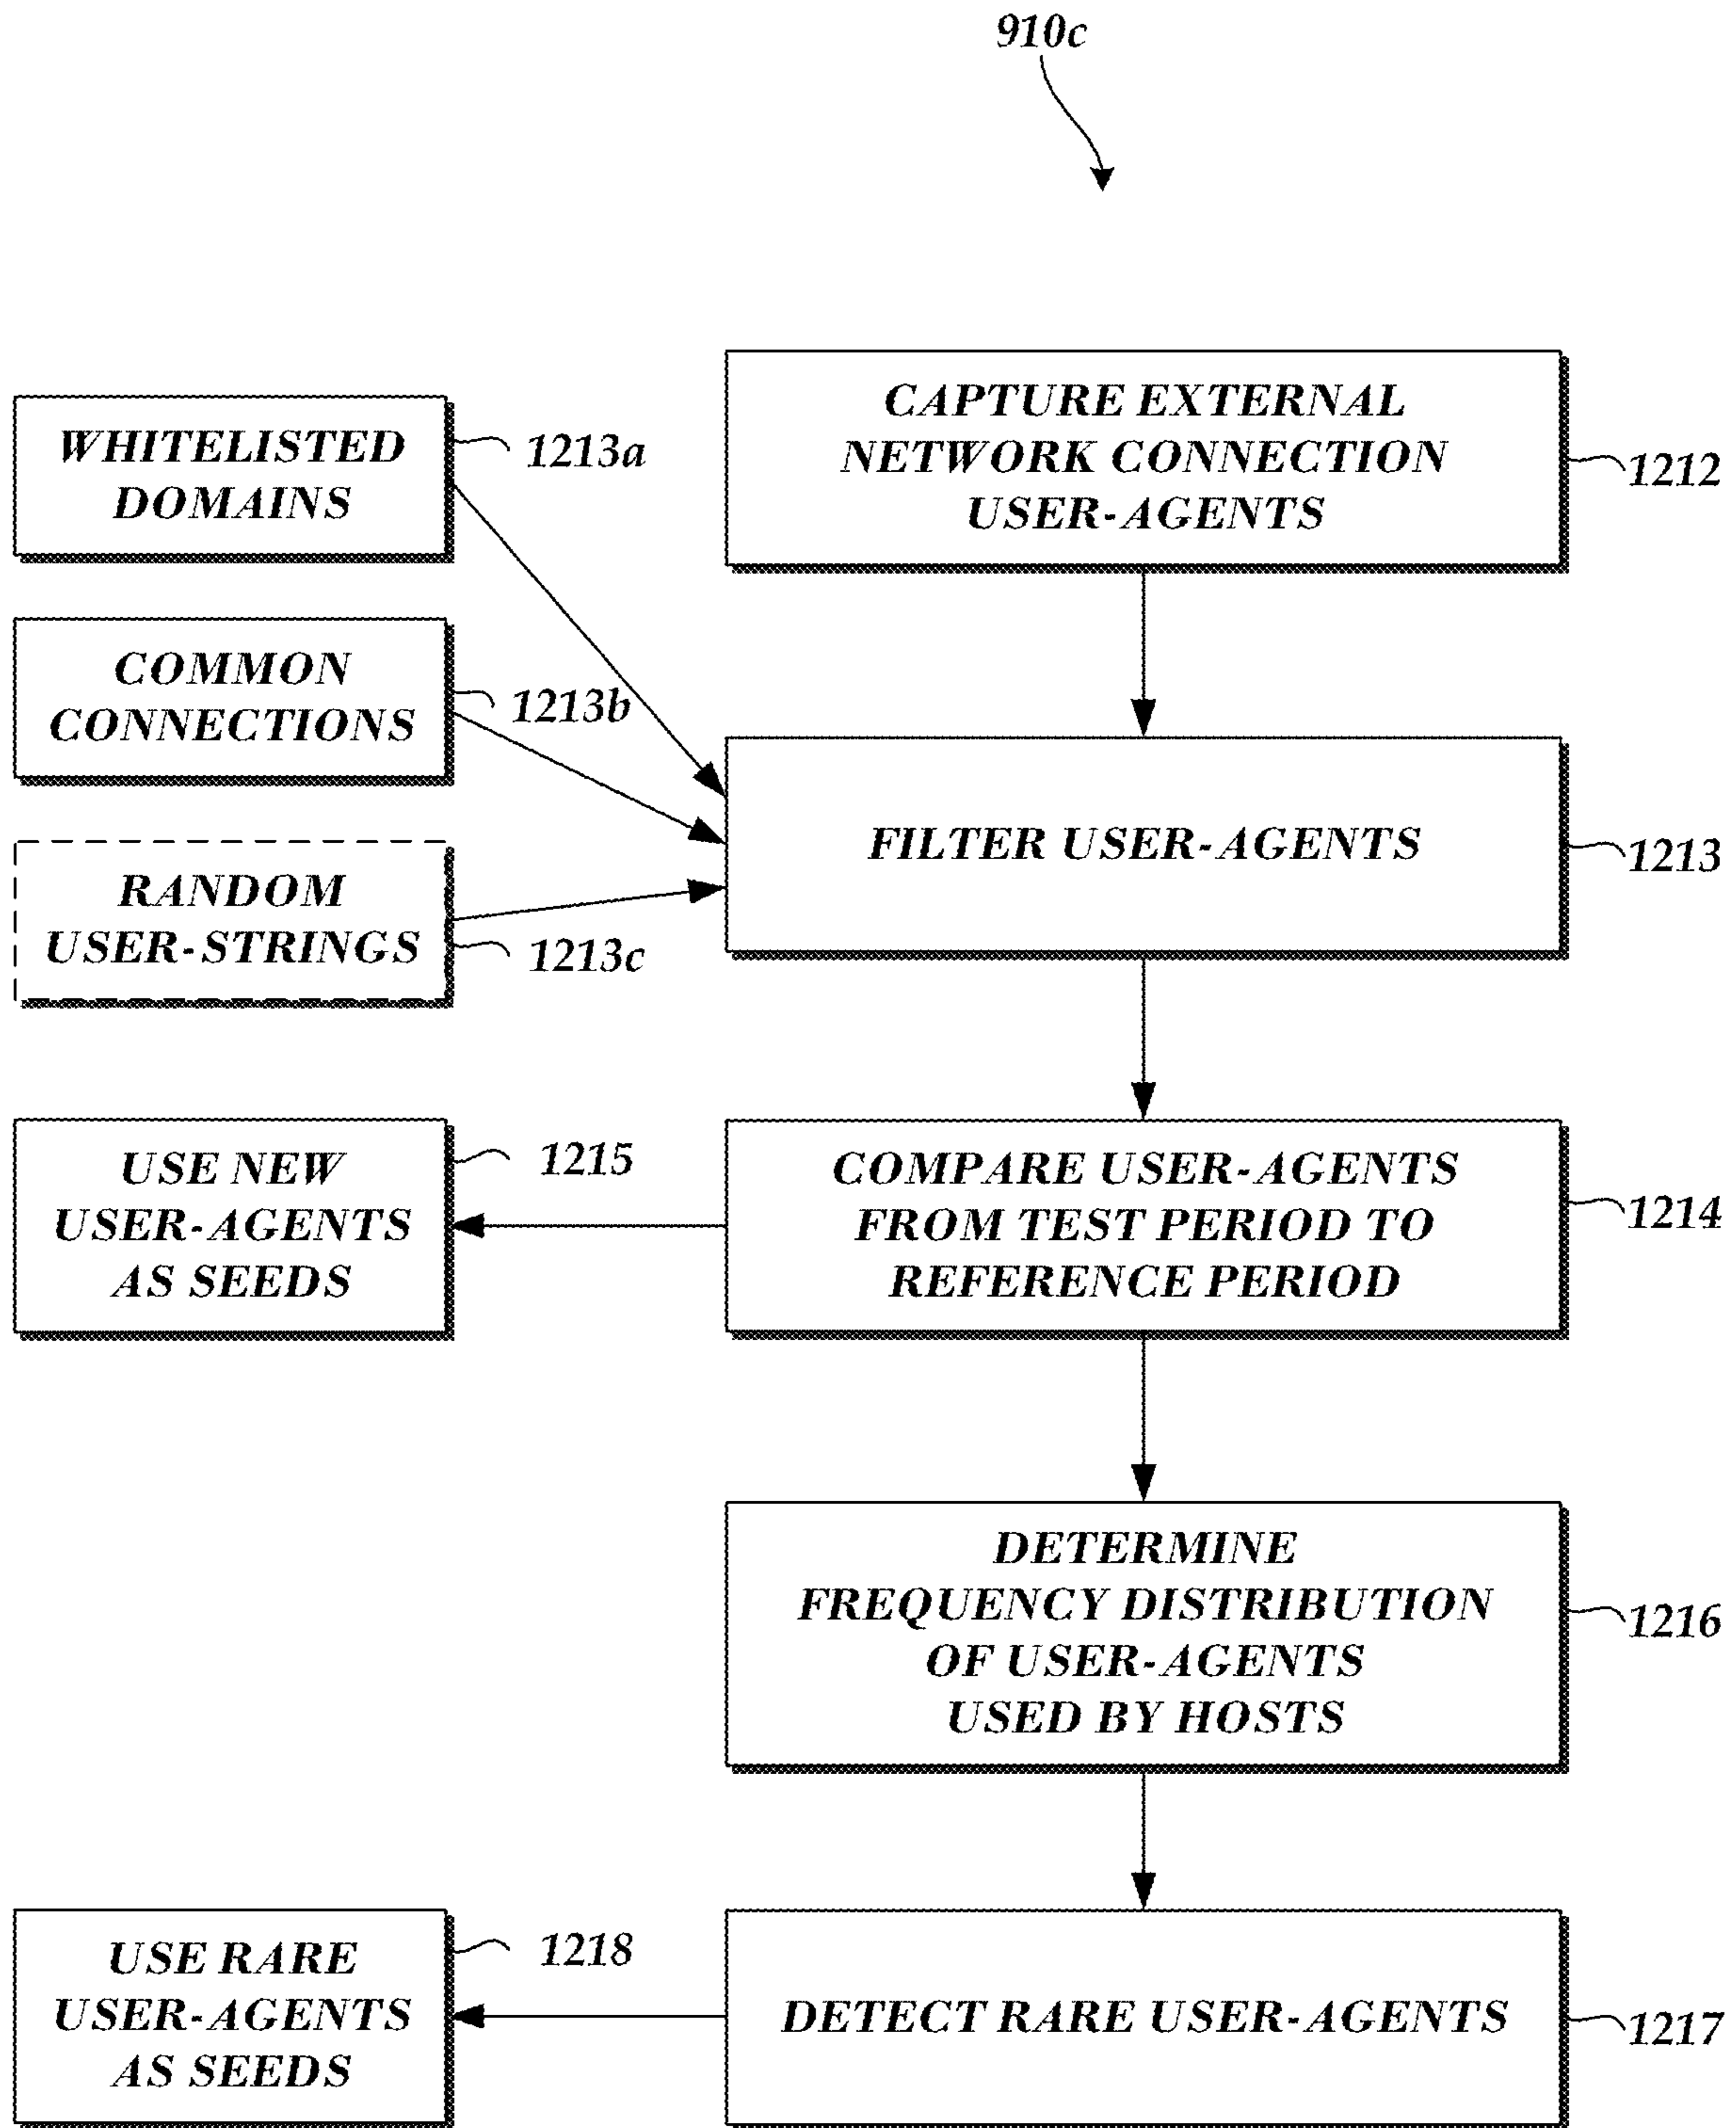 910c
CAPTURE EXTERNAL
NETWORK CONNECTION
USER-AGENTS
1212
WHITELISTED
DOMAINS
1213a
COMMON
CONNECTIONS
1213b
RANDOM
USER-STRINGS
1213c
FILTER USER-AGENTS
1213
USE NEW
USER-AGENTS
AS SEEDS
1215
COMPARE USER-AGENTS
FROM TEST PERIOD TO
REFERENCE PERIOD
1214
DETERMINE
FREQUENCY DISTRIBUTION
OF USER-AGENTS
USED BY HOSTS
1216
USE RARE
USER-AGENTS
AS SEEDS
1218
DETECT RARE USER-AGENTS
1217